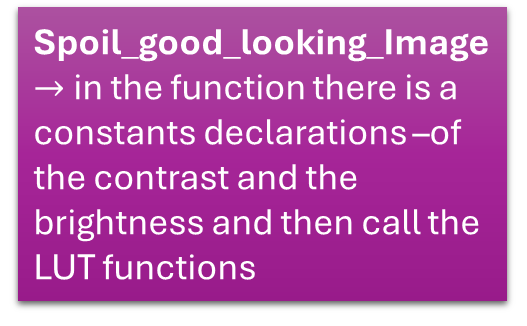 Spoil_good_looking_Image
→ in the function there is a
constants declarations –of
the contrast and the
brightness and then call the
LUT functions